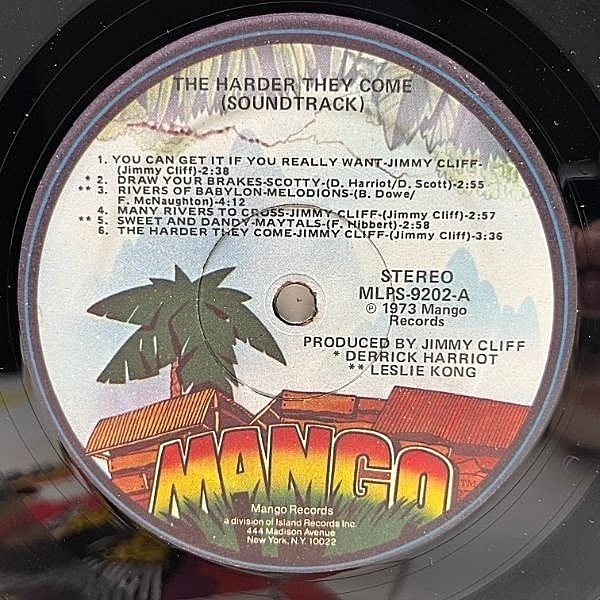 THE HARDER THEY COME
(SOUNDTRACK)
1. YOU CAN GET IT IF YOU REALLY WANT-JIMMY CLIFF-
(Jimmy Cliff)-2:38
* 2. DRAW YOUR BRAKES-SCOTTY-(D. Harriot/D. Scott)-2:55
** 3. RIVERS OF BABYLON-MELODIONS-(B. Dowe/
F. McNaughton)-4:12
4. MANY RIVERS TO CROSS-JIMMY CLIFF-(Jimmy Cliff)-2:57
** 5. SWEET AND DANDY-MAYTALS-(F. Hibbert)-2:58
6. THE HARDER THEY COME-JIMMY CLIFF-(Jimmy Cliff)-3:36
STEREO
MLPS-9202-A
℗ 1973 Mango
Records
PRODUCED BY JIMMY CLIFF
* DERRICK HARRIOT
** LESLIE KONG
MANGO TM
Mango Records
a division of Island Records Inc.
444 Madison Avenue
New York, N.Y. 10022